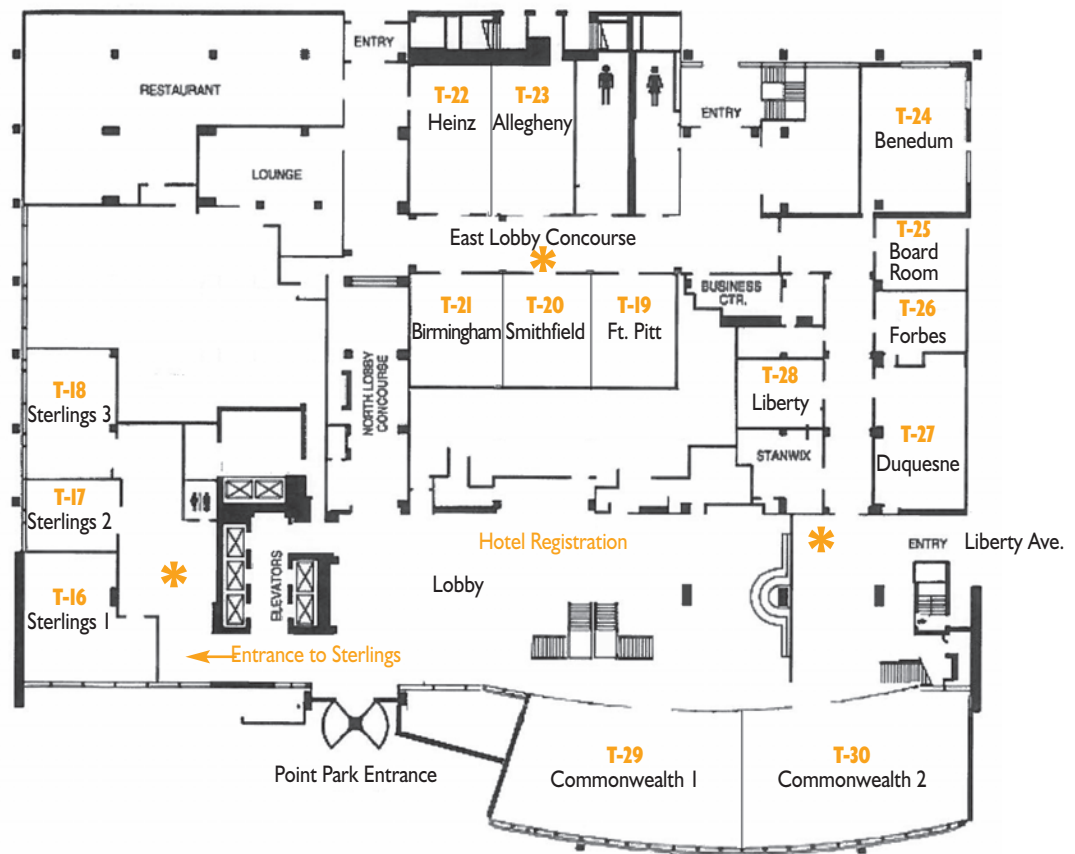 ENTRY
RESTAURANT
T-22
Heinz
T-23
Allegheny
ENTRY
T-24
Benedum
LOUNGE
East Lobby Concourse
*
T-25
Board
Room
BUSINESS
CTR.
T-21
Birmingham
T-20
Smithfield
T-19
Ft. Pitt
T-26
Forbes
NORTH LOBBY
CONCOURSE
T-18
Sterlings 3
T-28
Liberty
STANWIX
T-27
Duquesne
T-17
Sterlings 2
*
T-16
Sterlings 1
ELEVATORS
Hotel Registration
Lobby
*
ENTRY
Liberty Ave.
Entrance to Sterlings
Point Park Entrance
T-29
Commonwealth 1
T-30
Commonwealth 2